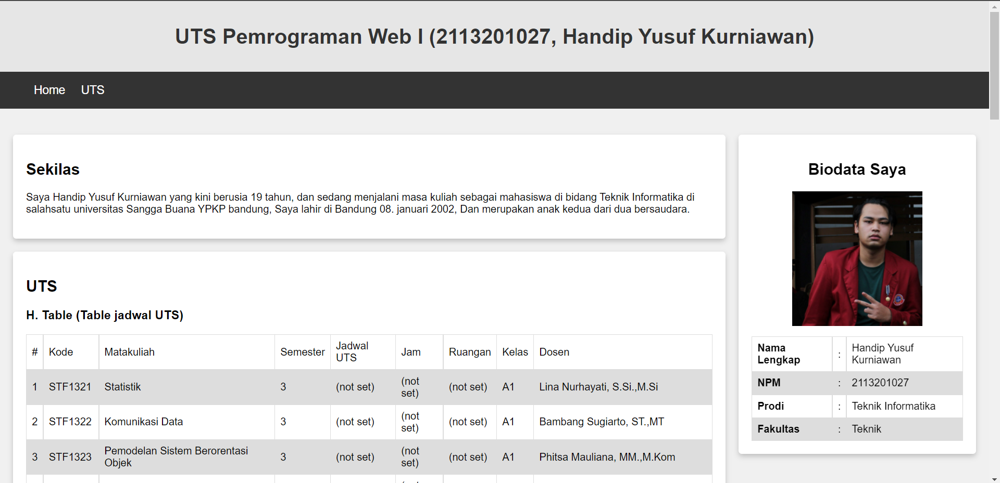 UTS Pemrograman Web I (2113201027, Handip Yusuf Kurniawan)
Home UTS
Sekilas
Saya Handip Yusuf Kurniawan yang kini berusia 19 tahun, dan sedang menjalani masa kuliah sebagai mahasiswa di bidang Teknik Informatika di
salahsatu universitas Sangga Buana YPKP bandung, Saya lahir di Bandung 08. januari 2002, Dan merupakan anak kedua dari dua bersaudara.
UTS
H. Table (Table jadwal UTS)
# Kode Matakuliah Semester Jadwal UTS Jam Ruangan Kelas Dosen
1 STF1321 Statistik 3 (not set) (not set) (not set) A1 Lina Nurhayati, S.Si.,M.Si
2 STF1322 Komunikasi Data 3 (not set) (not set) (not set) A1 Bambang Sugiarto, ST.,MT
3 STF1323 Pemodelan Sistem Berorentasi Objek 3 (not set) (not set) (not set) A1 Phitsa Mauliana, MM.,M.Kom
Biodata Saya
Nama Lengkap : Handip Yusuf Kurniawan
NPM : 2113201027
Prodi : Teknik Informatika
Fakultas : Teknik